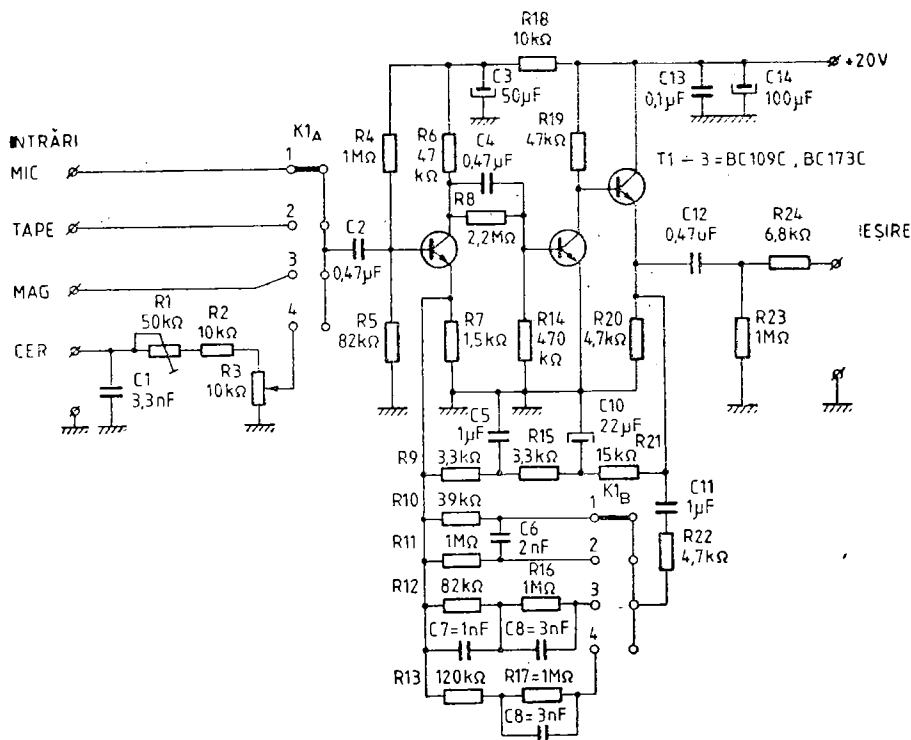 R18
10kΩ
+20V
C3
50µF
C13
0,1µF
C14
100µF
INTRĂRI
MIC
K1A
1
R4
1MΩ
R6
47
kΩ
C4
0,47µF
R19
47kΩ
T1 ÷ 3 = BC109C , BC173C
R8
2,2MΩ
TAPE
2
C2
0,47µF
C12
0,47uF
R24
6,8kΩ
IEȘIRE
MAG
3
R1
50kΩ
R2
10kΩ
4
CER
R3
10kΩ
C1
3,3nF
R5
82kΩ
R7
1,5kΩ
R14
470
kΩ
R20
4,7kΩ
R23
1MΩ
C5
1µF
R15
3,3kΩ
C10
22µF
R21
15kΩ
R9
3,3kΩ
K1B
R10
39kΩ
1
C11
1µF
C6
2nF
R11
1MΩ
2
R22
4,7kΩ
R12
82kΩ
R16
1MΩ
3
C7=1nF
C8=3nF
4
R13
120kΩ
R17=1MΩ
C8=3nF